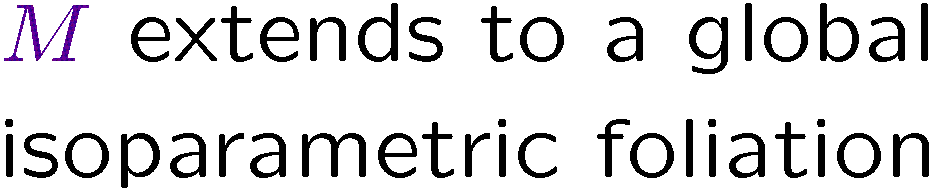 M extends to a global
isoparametric foliation